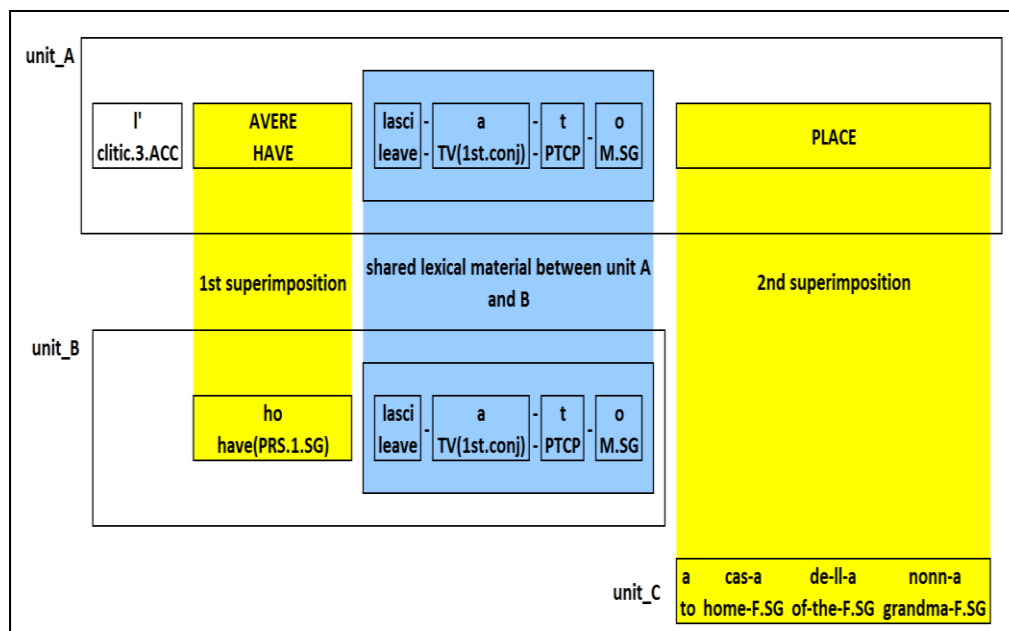 unit_A
l' AVERE lasci - a - t - o PLACE
clitic.3.ACC HAVE leave - TV(1st.conj) - PTCP M.SG
1st superimposition shared lexical material between unit A and B 2nd superimposition
unit_B
ho lasci - a - t - o
have(PRS.1.SG) leave TV(1st.conj) - PTCP M.SG
unit_C
a cas-a de-ll-a nonn-a
to home-F.SG of-the-F.SG grandma-F.SG